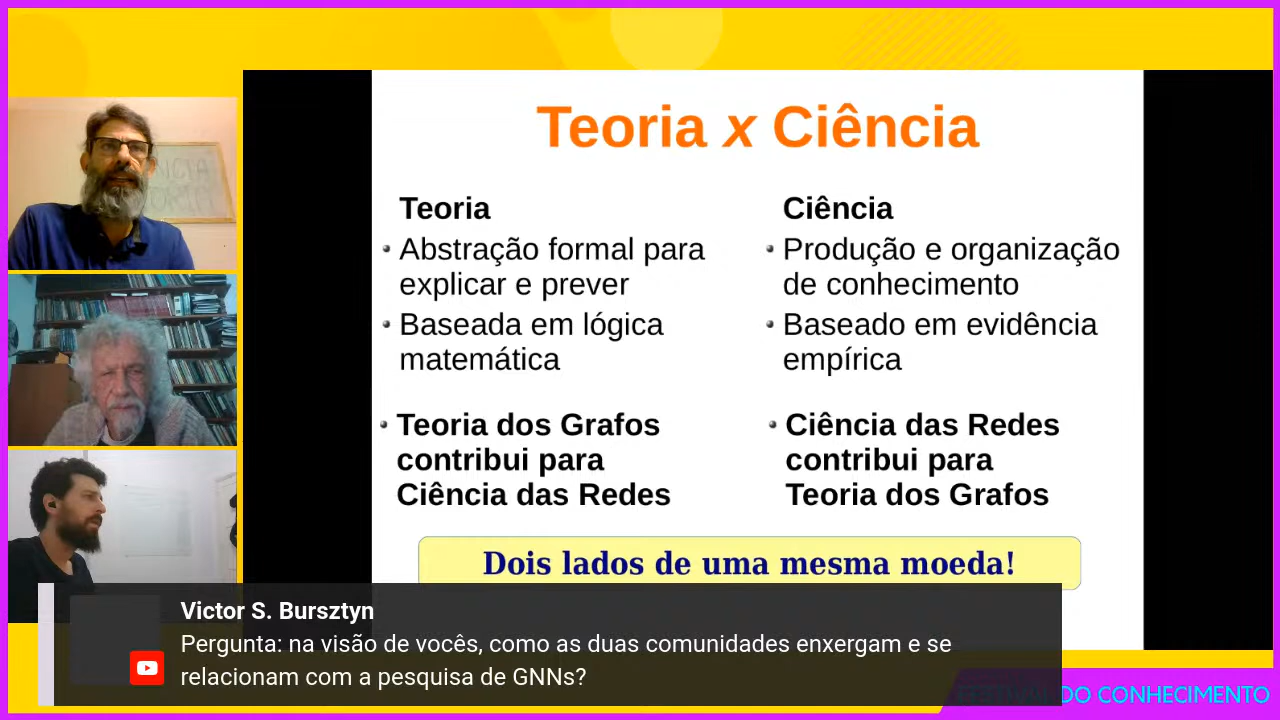 Teoria x Ciência
Teoria
Abstração formal para
explicar e prever
Baseada em lógica
matemática
Teoria dos Grafos
contribui para
Ciência das Redes
Ciência
Produção e organização
de conhecimento
Baseado em evidência
empírica
Ciência das Redes
contribui para
Teoria dos Grafos
Dois lados de uma mesma moeda!
Victor S. Bursztyn
Pergunta: na visão de vocês, como as duas comunidades enxergam e se
relacionam com a pesquisa de GNNs?
DO CONHECIMENTO